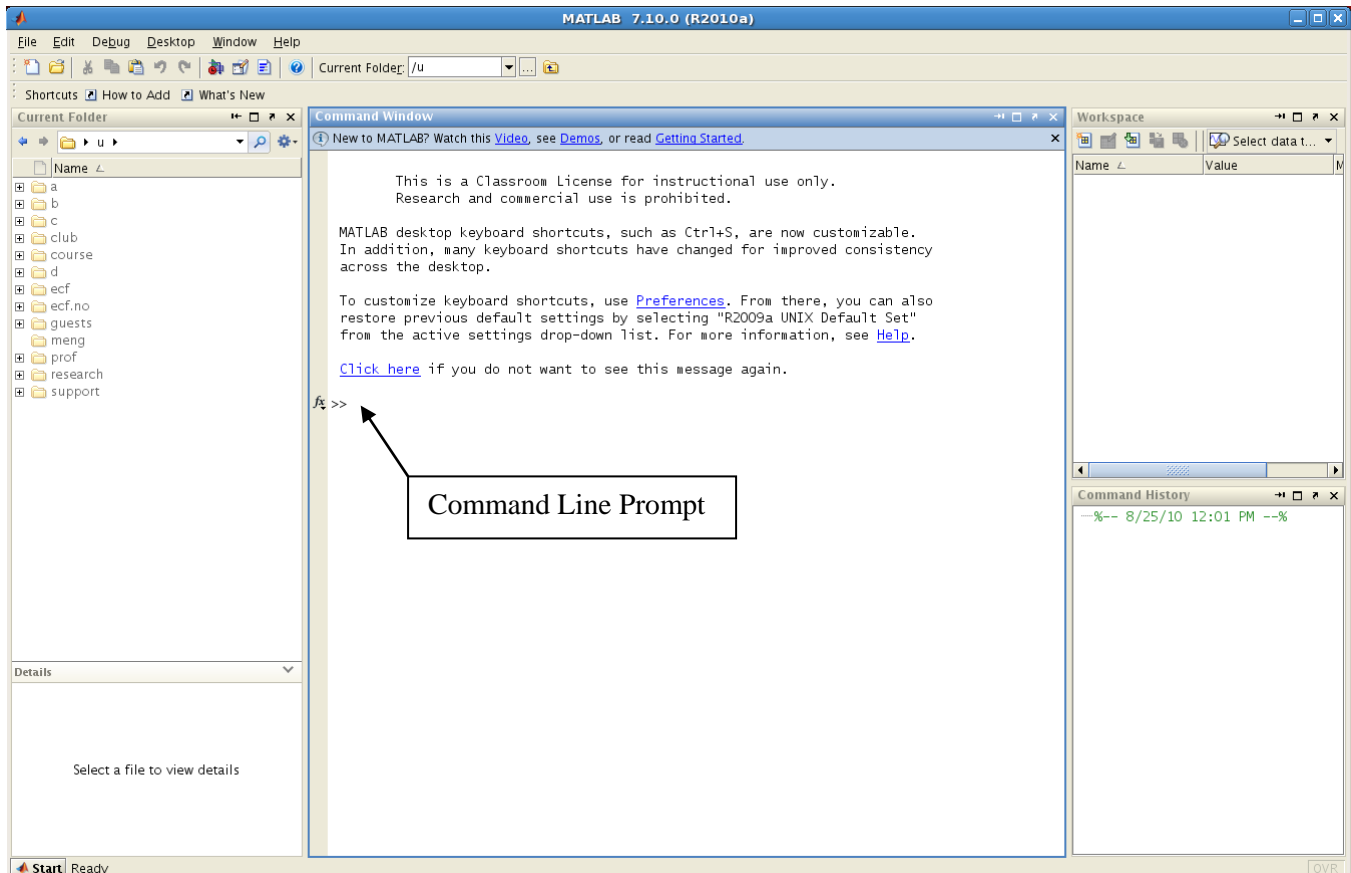 MATLAB 7.10.0 (R2010a)
File Edit Debug Desktop Window Help
Current Folder: /u
Shortcuts How to Add What's New
Current Folder
u
Name
a
b
c
club
course
d
ecf
ecf.no
guests
meng
prof
research
support
Details
Select a file to view details
Command Window
New to MATLAB? Watch this Video, see Demos, or read Getting Started.
This is a Classroom License for instructional use only.
Research and commercial use is prohibited.
MATLAB desktop keyboard shortcuts, such as Ctrl+S, are now customizable.
In addition, many keyboard shortcuts have changed for improved consistency
across the desktop.
To customize keyboard shortcuts, use Preferences. From there, you can also
restore previous default settings by selecting "R2009a UNIX Default Set"
from the active settings drop-down list. For more information, see Help.
Click here if you do not want to see this message again.
fx >>
Command Line Prompt
Workspace
Select data t...
Name Value M
Command History
%-- 8/25/10 12:01 PM --%
Start Ready
OVR